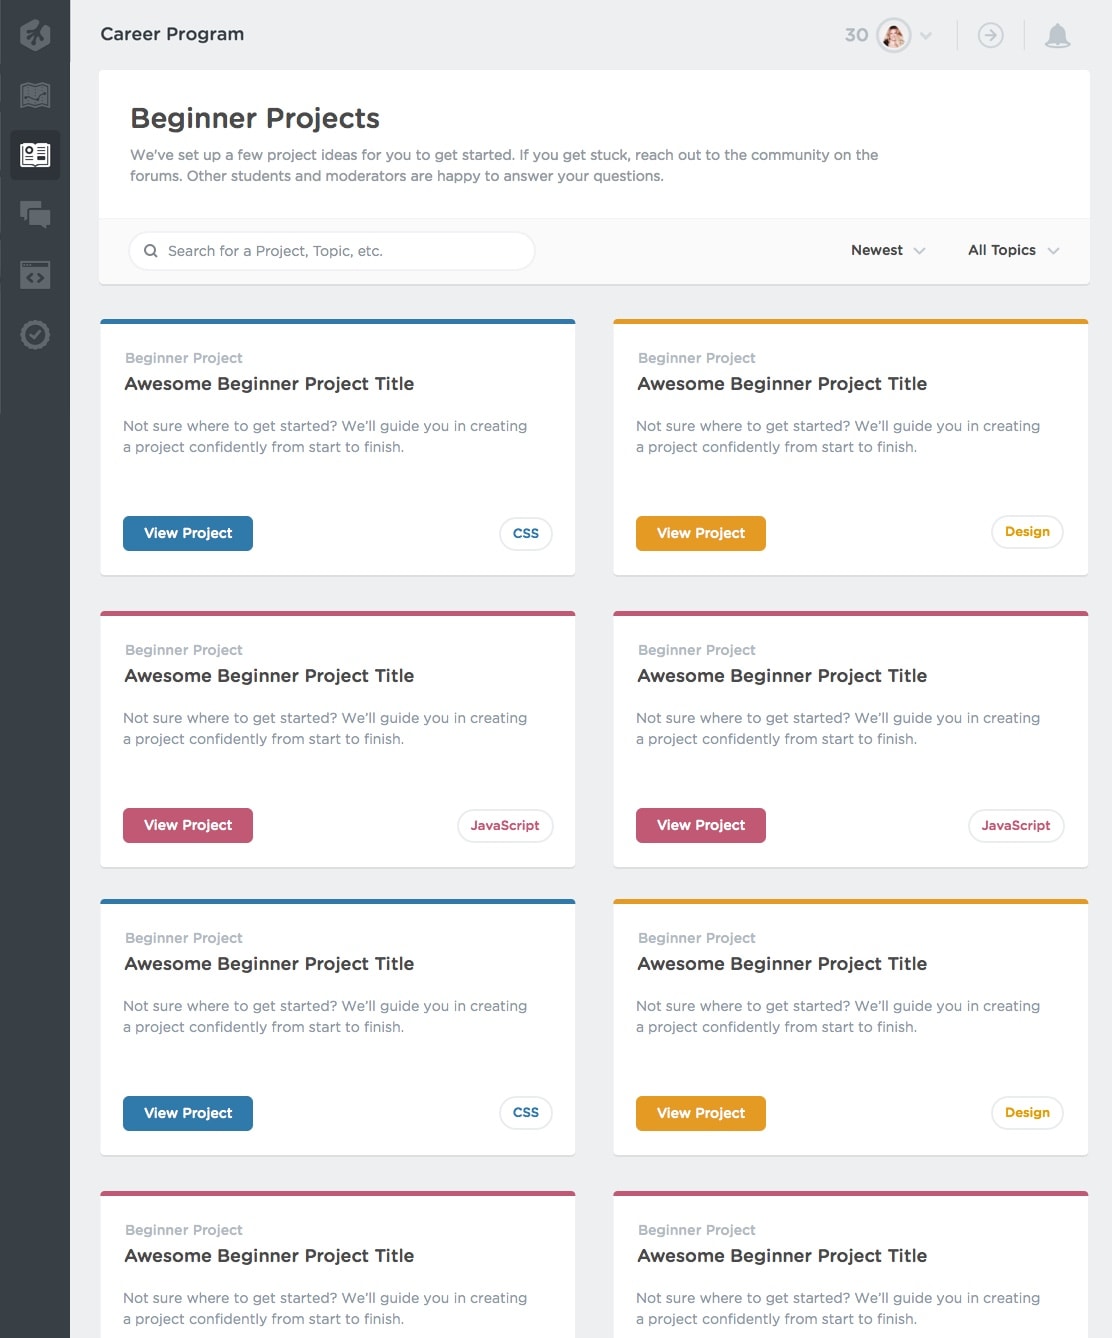 Career Program
30
Beginner Projects
We've set up a few project ideas for you to get started. If you get stuck, reach out to the community on the
forums. Other students and moderators are happy to answer your questions.
Search for a Project, Topic, etc.
Newest
All Topics
Beginner Project
Awesome Beginner Project Title
Not sure where to get started? We'll guide you in creating
a project confidently from start to finish.
View Project
CSS
Beginner Project
Awesome Beginner Project Title
Not sure where to get started? We'll guide you in creating
a project confidently from start to finish.
View Project
Design
Beginner Project
Awesome Beginner Project Title
Not sure where to get started? We'll guide you in creating
a project confidently from start to finish.
View Project
JavaScript
Beginner Project
Awesome Beginner Project Title
Not sure where to get started? We'll guide you in creating
a project confidently from start to finish.
View Project
JavaScript
Beginner Project
Awesome Beginner Project Title
Not sure where to get started? We'll guide you in creating
a project confidently from start to finish.
View Project
CSS
Beginner Project
Awesome Beginner Project Title
Not sure where to get started? We'll guide you in creating
a project confidently from start to finish.
View Project
Design
Beginner Project
Awesome Beginner Project Title
Not sure where to get started? We'll guide you in creating
a project confidently from start to finish.
Beginner Project
Awesome Beginner Project Title
Not sure where to get started? We'll guide you in creating
a project confidently from start to finish.